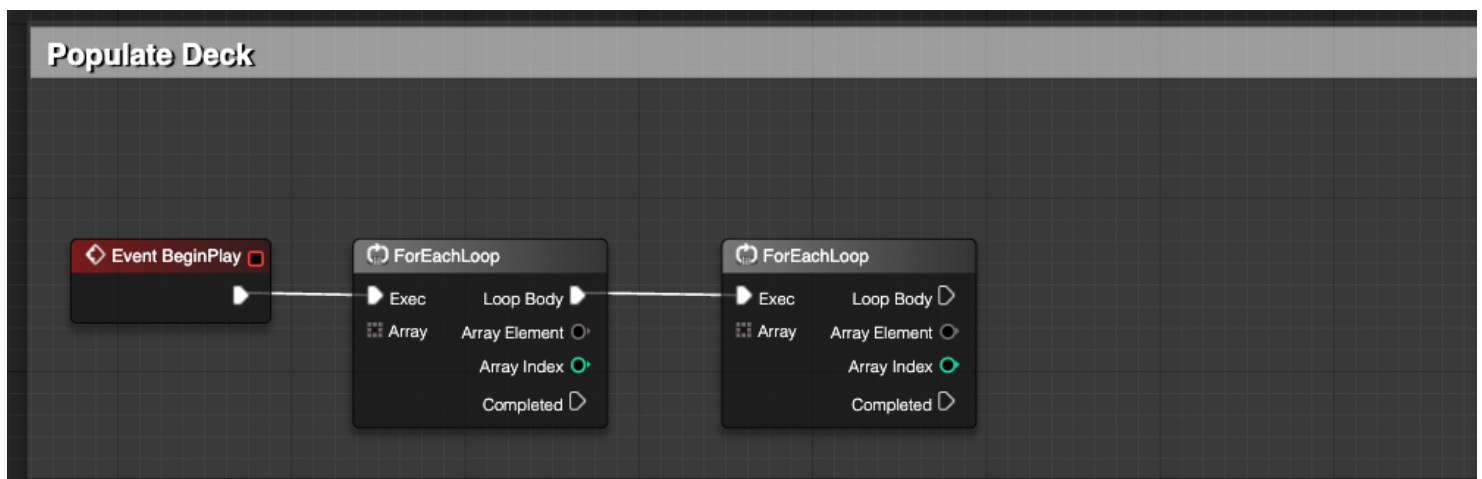 Populate Deck
Event BeginPlay
ForEachLoop
Exec
Loop Body
Array
Array Element
Array Index
Completed
ForEachLoop
Exec
Loop Body
Array
Array Element
Array Index
Completed